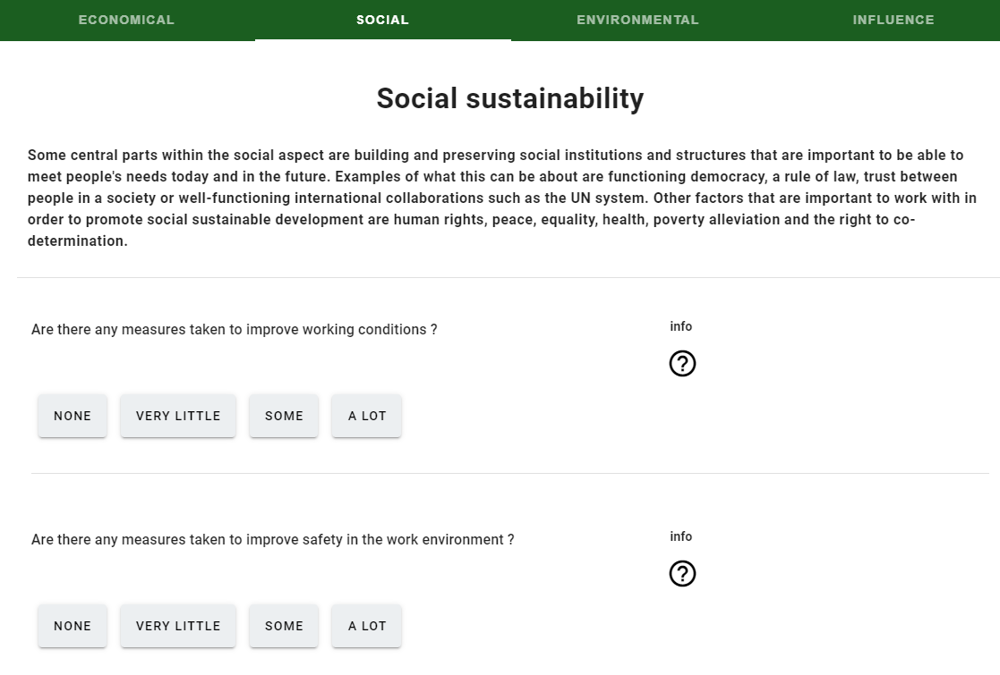 ECONOMICAL SOCIAL ENVIRONMENTAL INFLUENCE
Social sustainability
Some central parts within the social aspect are building and preserving social institutions and structures that are important to be able to
meet people's needs today and in the future. Examples of what this can be about are functioning democracy, a rule of law, trust between
people in a society or well-functioning international collaborations such as the UN system. Other factors that are important to work with in
order to promote social sustainable development are human rights, peace, equality, health, poverty alleviation and the right to co-
determination.
Are there any measures taken to improve working conditions ? info
NONE VERY LITTLE SOME A LOT
Are there any measures taken to improve safety in the work environment ? info
NONE VERY LITTLE SOME A LOT